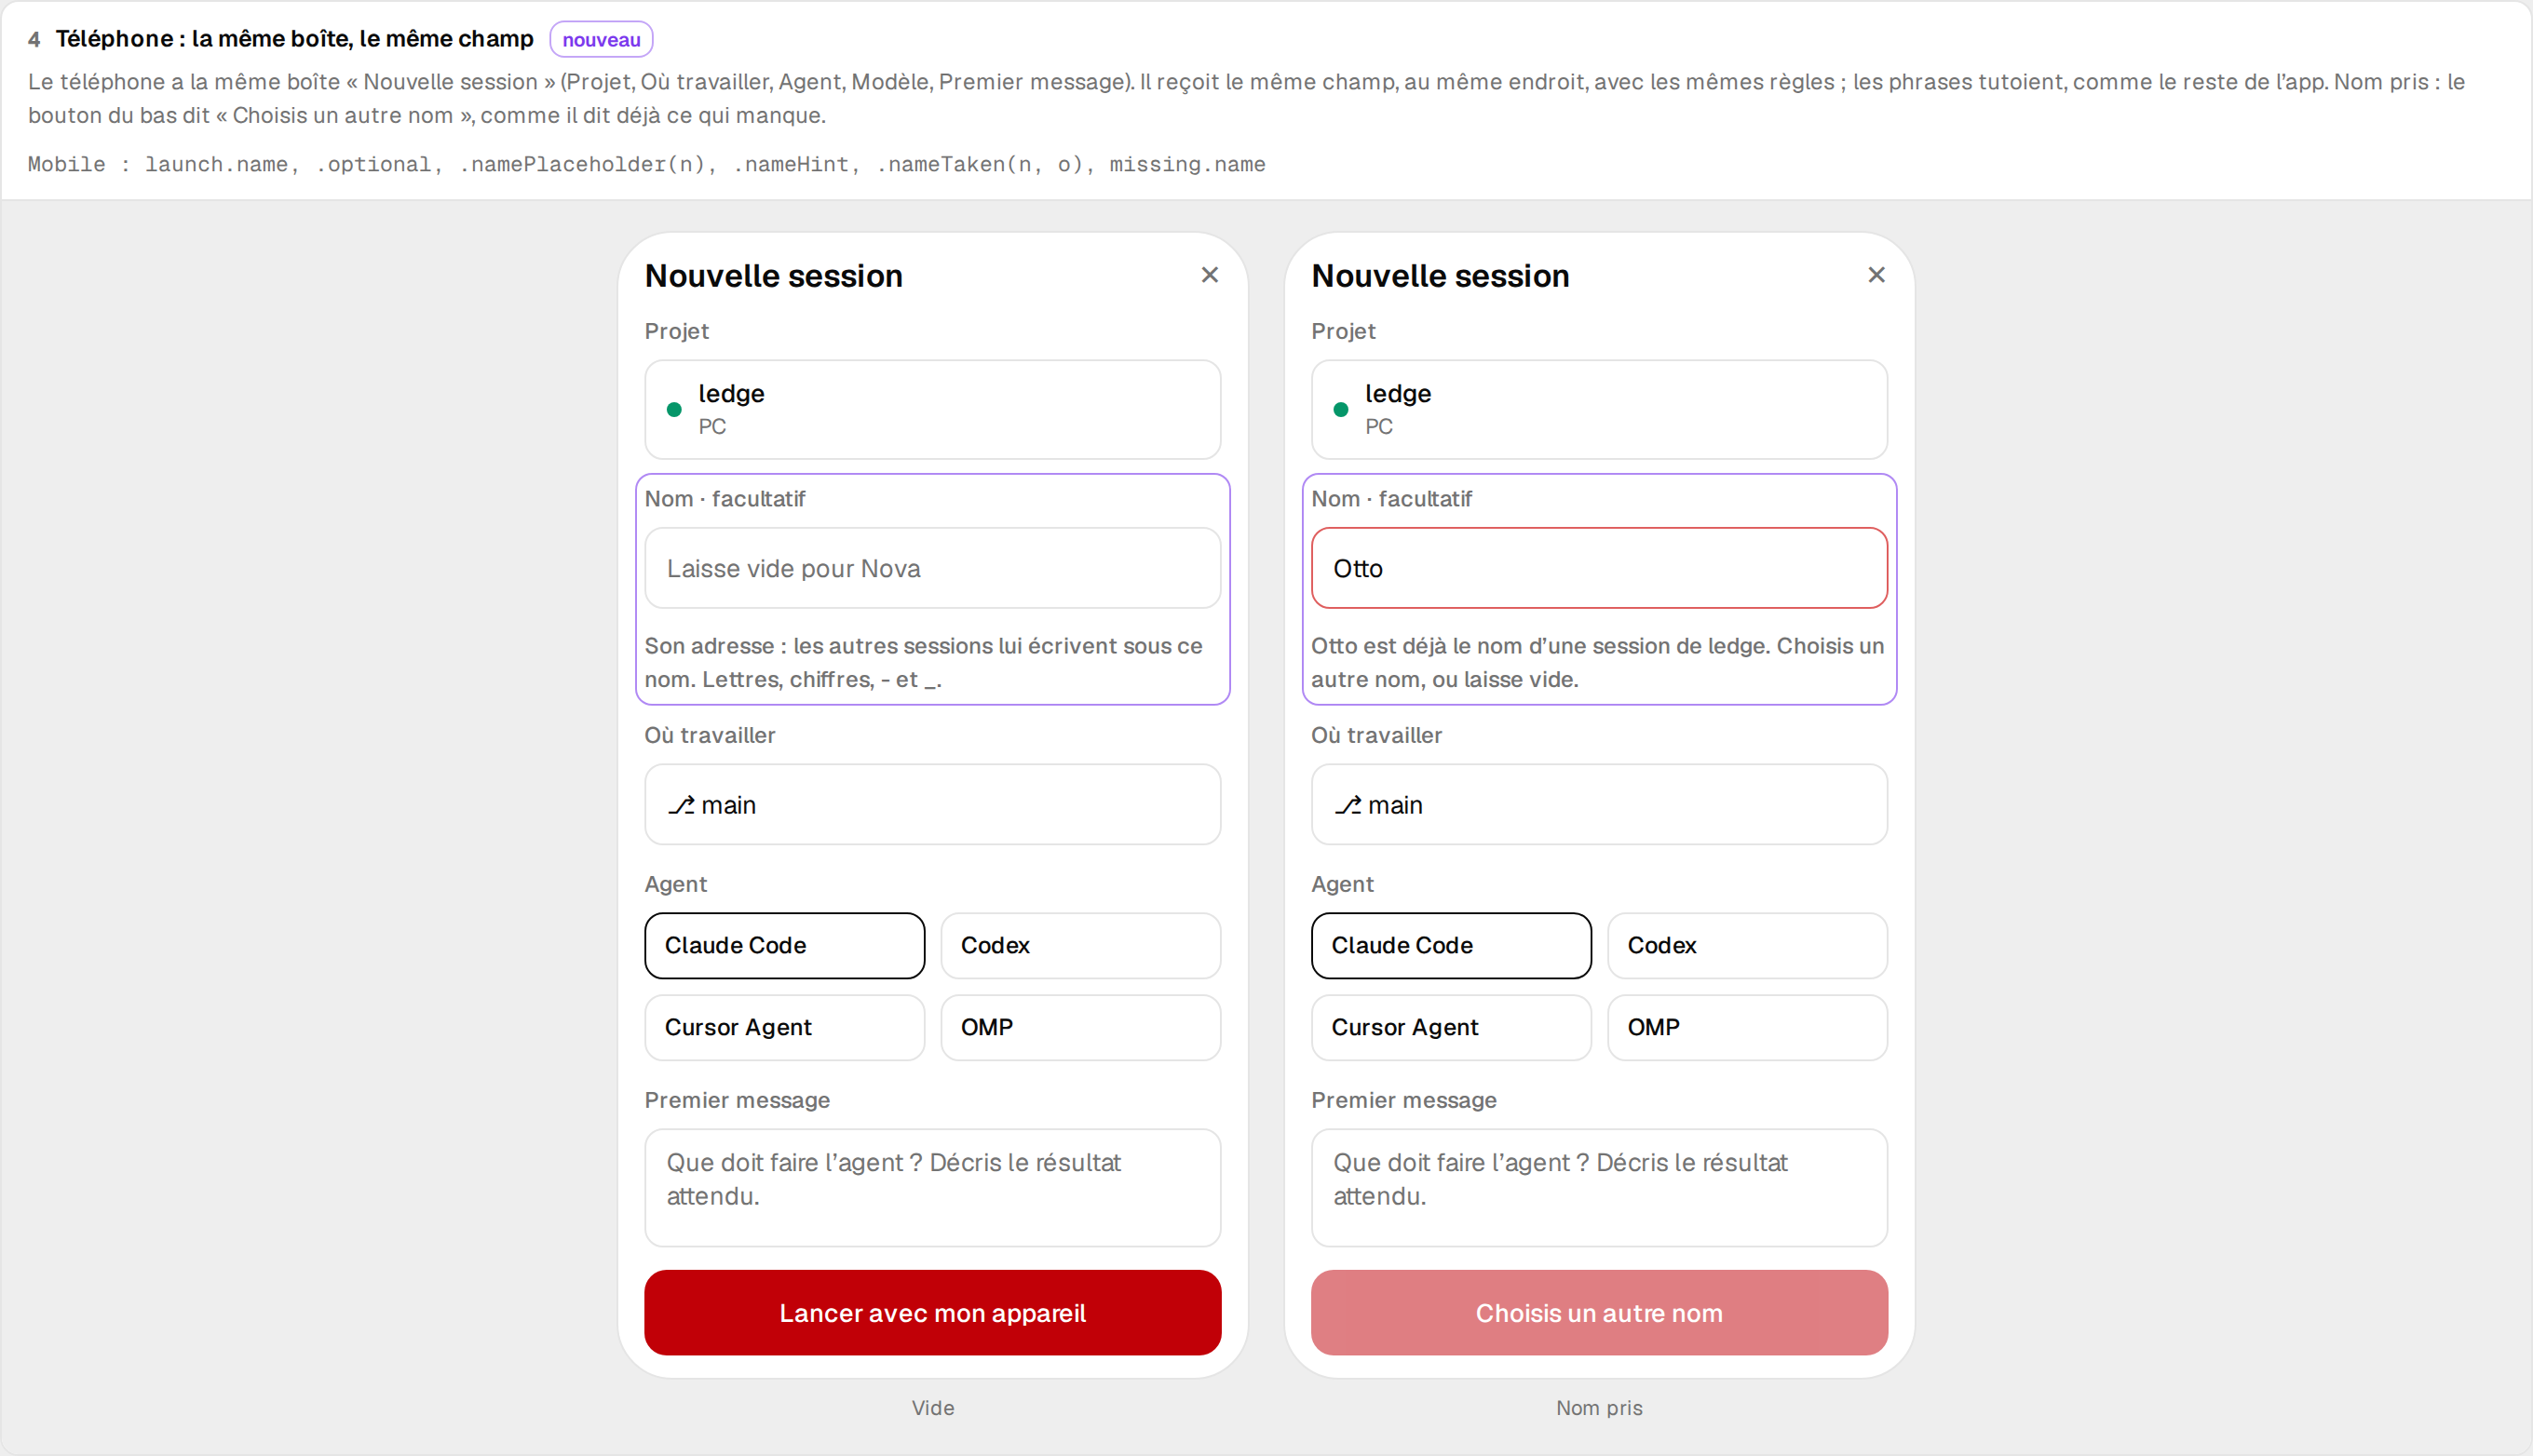 4 Téléphone : la même boîte, le même champ nouveau
Le téléphone a la même boîte « Nouvelle session » (Projet, Où travailler, Agent, Modèle, Premier message). Il reçoit le même champ, au même endroit, avec les mêmes règles ; les phrases tutoient, comme le reste de l’app. Nom pris : le
bouton du bas dit « Choisis un autre nom », comme il dit déjà ce qui manque.
Mobile : launch.name, .optional, .namePlaceholder(n), .nameHint, .nameTaken(n, o), missing.name
Nouvelle session ✕
Projet
ledge
PC
Nom · facultatif
Laisse vide pour Nova
Son adresse : les autres sessions lui écrivent sous ce
nom. Lettres, chiffres, - et _.
Où travailler
⎇ main
Agent
Claude Code
Codex
Cursor Agent
OMP
Premier message
Que doit faire l’agent ? Décris le résultat
attendu.
Lancer avec mon appareil
Vide
Nouvelle session ✕
Projet
ledge
PC
Nom · facultatif
Otto
Otto est déjà le nom d’une session de ledge. Choisis un
autre nom, ou laisse vide.
Où travailler
⎇ main
Agent
Claude Code
Codex
Cursor Agent
OMP
Premier message
Que doit faire l’agent ? Décris le résultat
attendu.
Choisis un autre nom
Nom pris